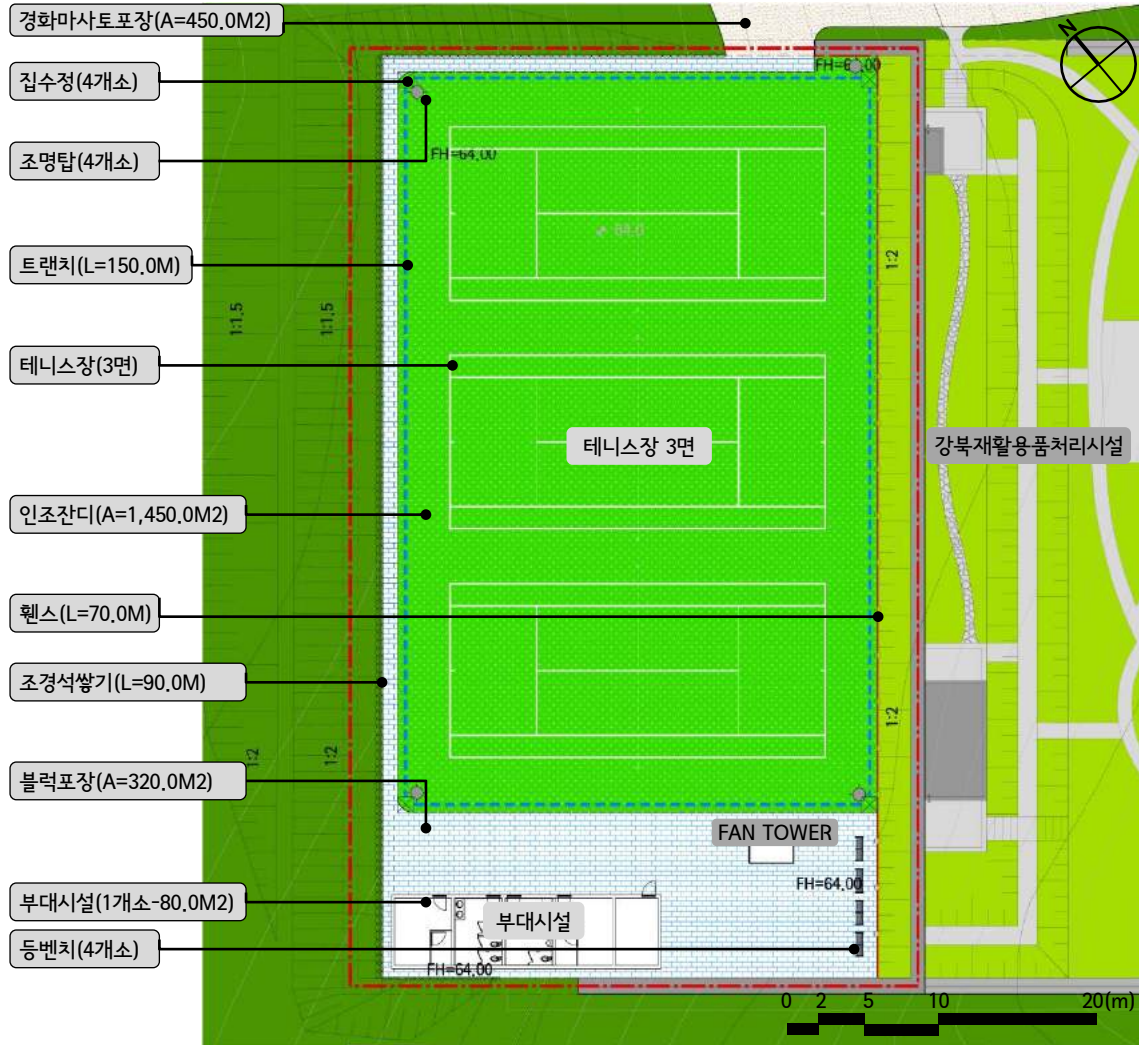 경화마사토포장(A=450.0M2)
집수정(4개소)
조명탑(4개소)
트랜치(L=150.0M)
테니스장(3면)
인조잔디(A=1,450.0M2)
휀스(L=70.0M)
조경석쌓기(L=90.0M)
블럭포장(A=320.0M2)
부대시설(1개소-80.0M2)
등벤치(4개소)
N
FH=64.00
64.0
1:1.5
1:1.5
1:2
테니스장 3면
강북재활용품처리시설
1:2
1:2
1:2
FAN TOWER
FH=64.00
부대시설
FH=64.00
0 2 5 10 20(m)